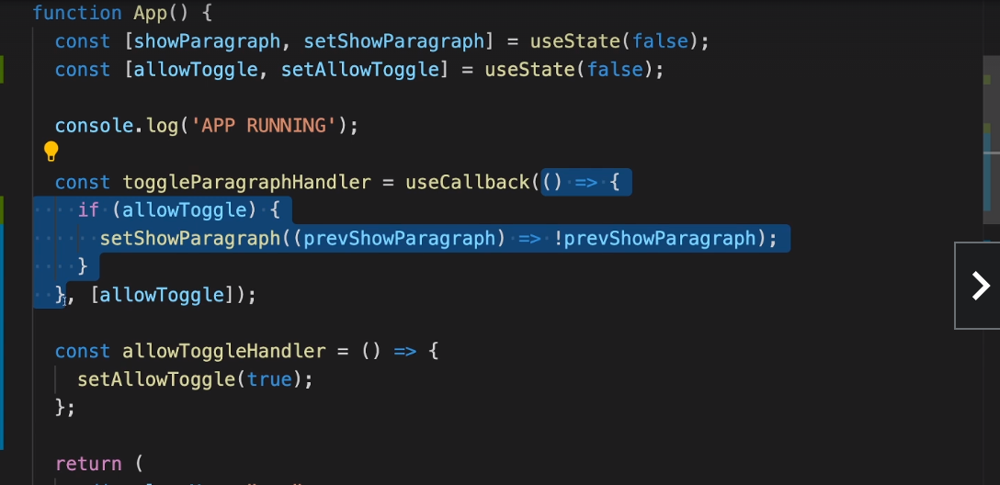 function App() {
const [showParagraph, setShowParagraph] = useState(false);
const [allowToggle, setAllowToggle] = useState(false);
console.log('APP RUNNING');
const toggleParagraphHandler = useCallback(() => {
if (allowToggle) {
setShowParagraph((prevShowParagraph) => !prevShowParagraph);
}
}, [allowToggle]);
const allowToggleHandler = () => {
setAllowToggle(true);
};
return (